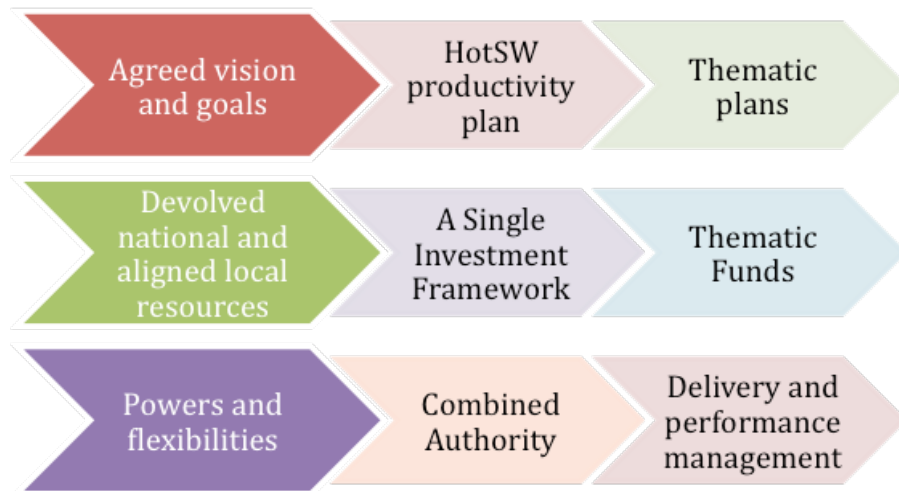 Agreed vision
and goals
HotSW
productivity
plan
Thematic
plans
Devolved
national and
aligned local
resources
A Single
Investment
Framework
Thematic
Funds
Powers and
flexibilities
Combined
Authority
Delivery and
performance
management